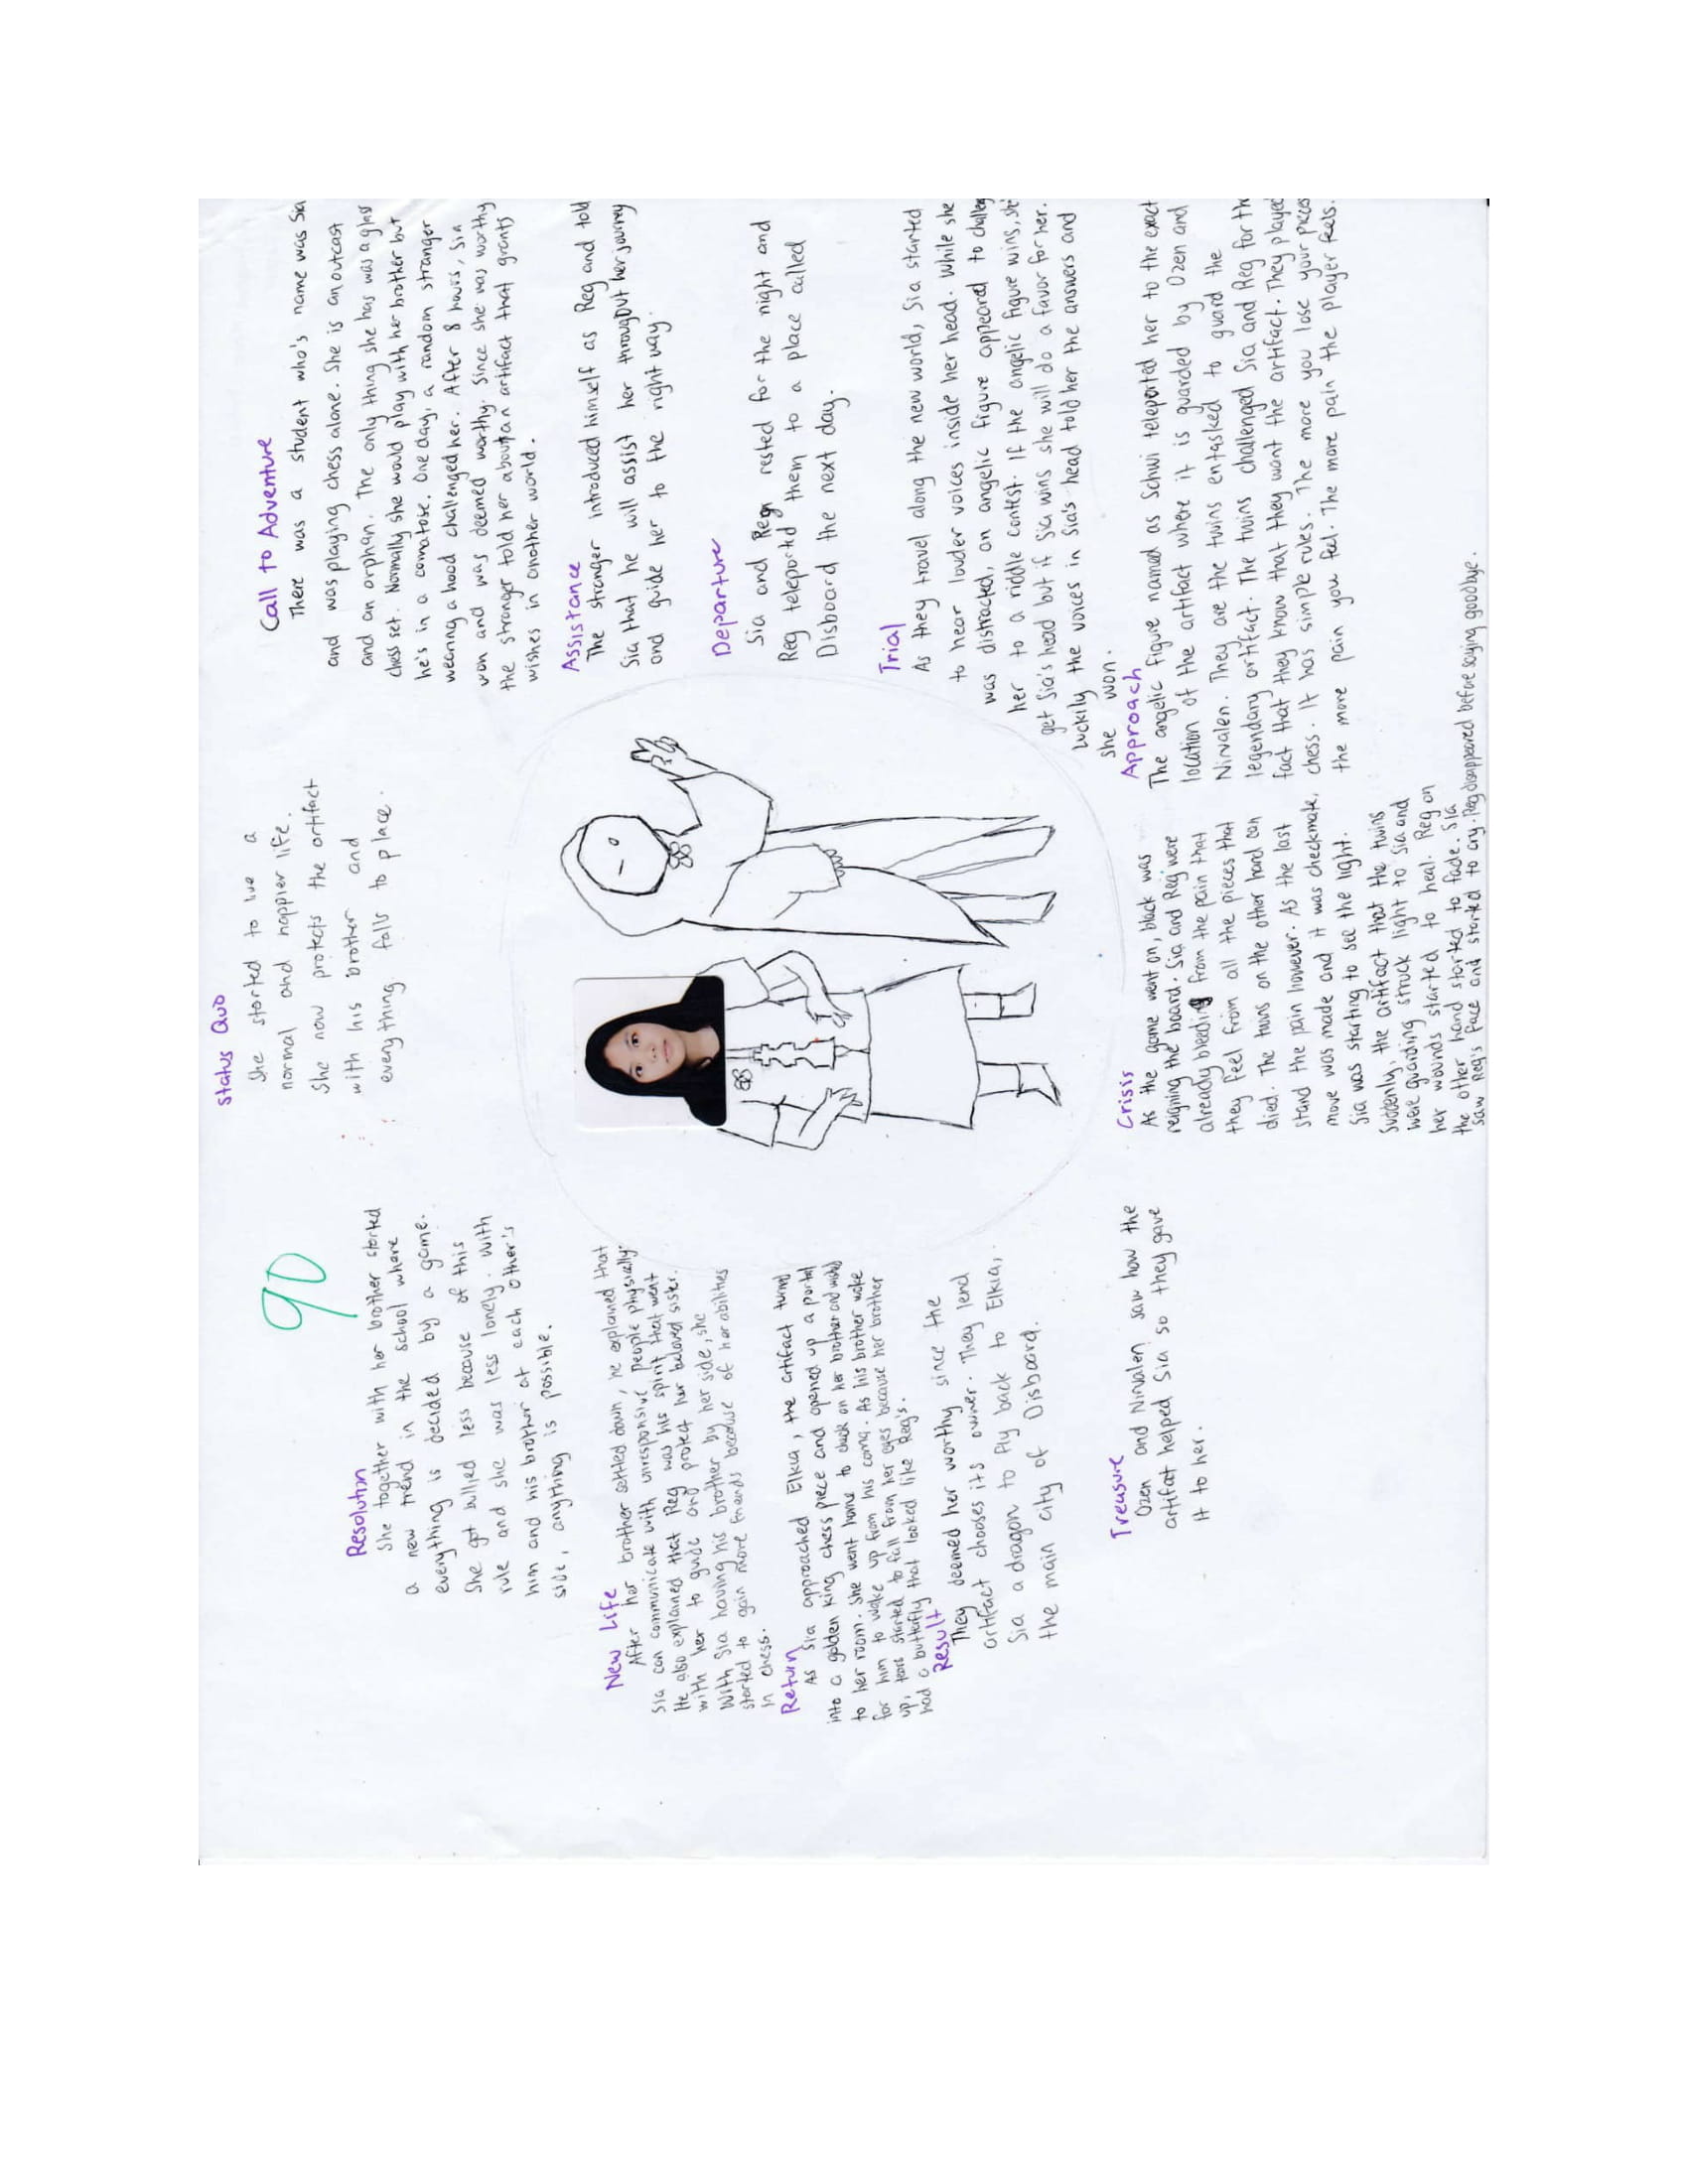 Status Quo
She started to live a
normal and happier life.
She now protects the artifact
with his brother and
everything falls to place.
Call to Adventure
There was a student who's name was Sia
and was playing chess alone. She is an outcast
and an orphan. The only thing she has was a glass
chess set. Normally she would play with her brother but
he's in a comatose. One day, a random stranger
wearing a hood challenged her. After 8 hours, Sia
won and was deemed worthy. Since she was worthy
the stranger told her about an artifact that grants
wishes in another world.
Assistance
The stranger introduced himself as Reg and told
Sia that he will assist her througout her journey
and guide her to the right way.
Departure
Sia and Reg rested for the night and
Reg teleported them to a place called
Disboard the next day.
Trial
As they travel along the new world, Sia started
to hear louder voices inside her head. While she
was distracted, an angelic figure appeared to challeng
her to a riddle contest. If the angelic figure wins, she
get Sia's head but if Sia wins she will do a favor for her.
Luckily the voices in Sia's head told her the answers and
she won.
Approach
The angelic figure named as Schwi teleported her to the exact
location of the artifact where it is guarded by Ozen and
Nirvalen. They are the twins entasked to guard the
legendary artifact. The twins challenged Sia and Reg for th
fact that they know that they want the artifact. They played
chess. It has simple rules. The more you lose your pieces
the more pain you feel. The more pain the player feels.
Crisis
As the game went on, black was
reigning the board. Sia and Reg were
already bleeding from the pain that
they feel from all the pieces that
died. The twins on the other hand can
stand the pain however. As the last
move was made and it was checkmate,
Sia was starting to see the light.
Suddenly, the artifact that the twins
were guarding struck light to Sia and
her wounds started to heal. Reg on
the other hand started to fade. Sia
saw Reg's face and started to cry. Reg disappeared before saying goodbye.
Treasure
Ozen and Nirvalen saw how the
artifact helped Sia so they gave
it to her.
Result
They deemed her worthy since the
artifact chooses its owner. They lend
Sia a dragon to fly back to Elkia,
the main city of Disboard.
Return
As Sia approached Elkia, the artifact turned
into a golden king chess piece and opened up a portal
to her room. She went home to check on her brother and wished
for him to wake up from his coma. As his brother woke
up, tears started to fall from her eyes because her brother
had a butterfly that looked like Reg's.
New Life
After her brother settled down, he explained that
Sia can communicate with unresponsive people physically.
He also explained that Reg was his spirit that went
with her to guide and protect her beloved sister.
With Sia having his brother by her side, she
started to gain more friends because of her abilities
in chess.
Resolution
She together with her brother started
a new trend in the school where
everything is decided by a game.
She got bullied less because of this
rule and she was less lonely. With
him and his brother at each other's
side, anything is possible.
90